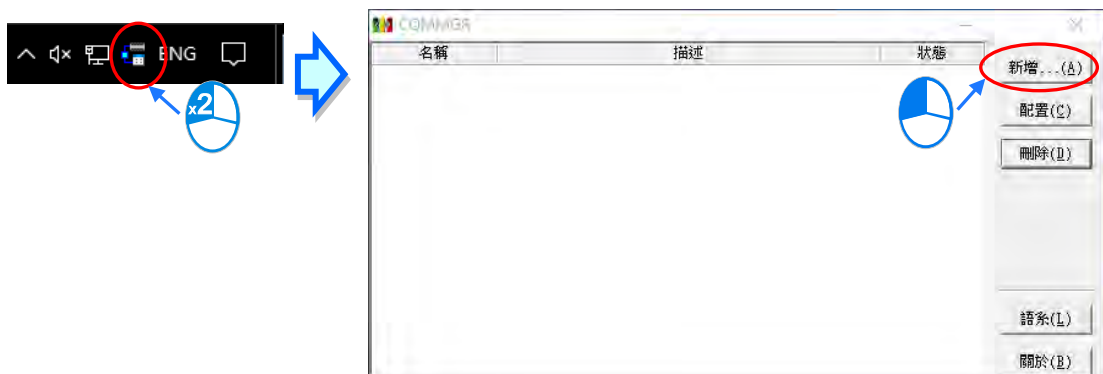 ENG
x2
COMMGR
名稱 描述 狀態
新增...(A)
配置(C)
刪除(D)
語系(L)
關於(B)